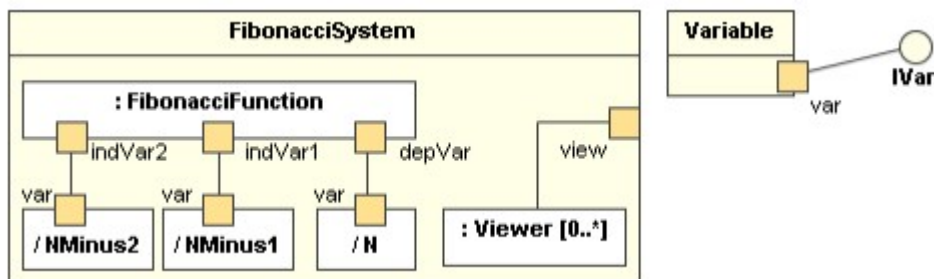 FibonacciSystem
: FibonacciFunction
indVar2
indVar1
depVar
view
var
var
var
/ NMinus2
/ NMinus1
/ N
: Viewer [0..*]
Variable
var
IVar